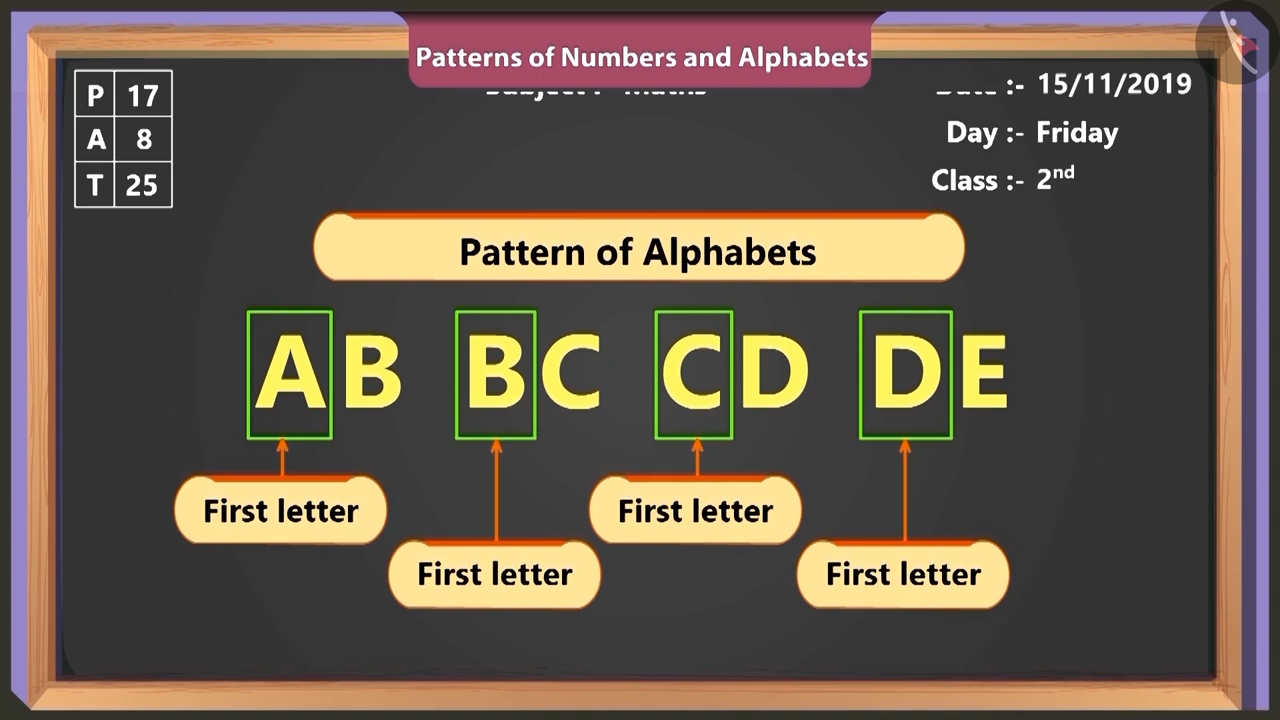 Patterns of Numbers and Alphabets
P 17
A 8
T 25
:- 15/11/2019
Day :- Friday
Class :- 2nd
Pattern of Alphabets
AB BC CD DE
First letter
First letter
First letter
First letter